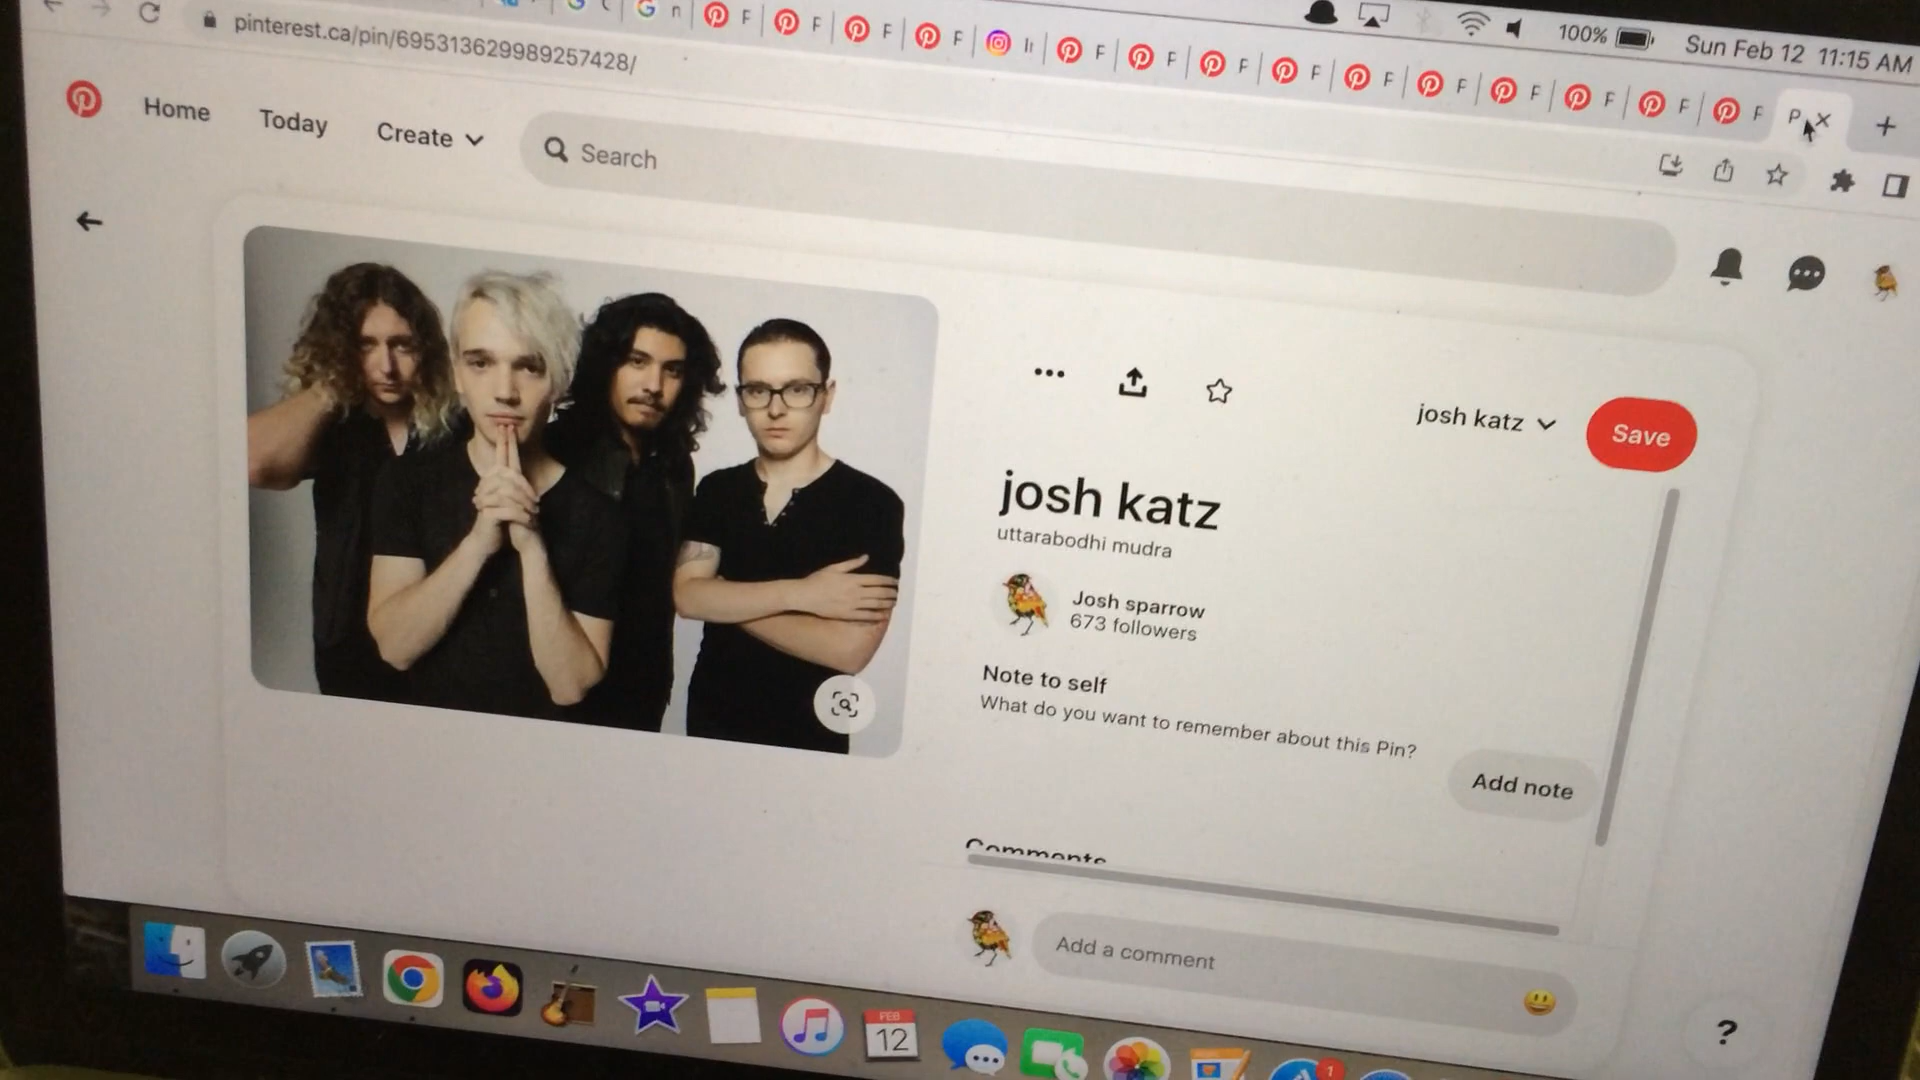 100%
Sun Feb 12 11:15 AM
F F F F F F F F F F F F F P
pinterest.ca/pin/695313629989257428/
Home Today Create
Search
josh katz
Save
josh katz
uttarabodhi mudra
Josh sparrow
673 followers
Note to self
What do you want to remember about this Pin?
Add note
Comments
Add a comment
?
FEB
12
1